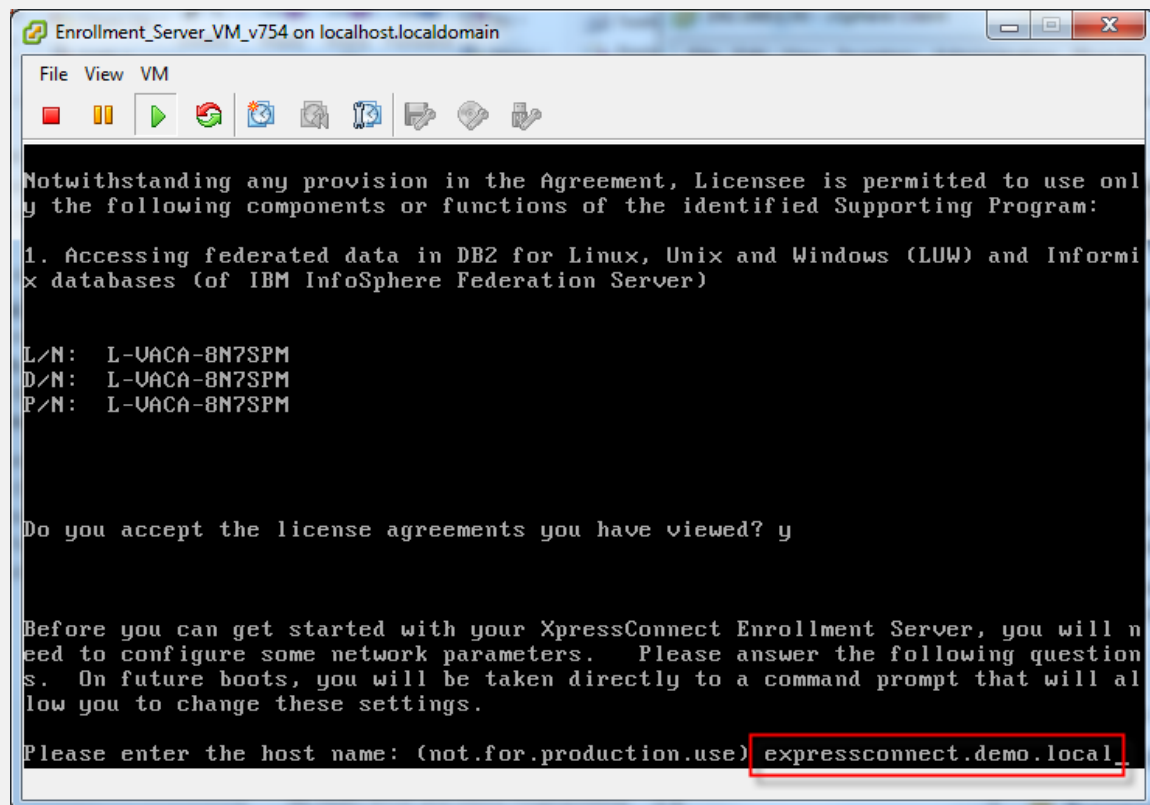 Enrollment_Server_VM_v754 on localhost.localdomain
File View VM
Notwithstanding any provision in the Agreement, Licensee is permitted to use onl
y the following components or functions of the identified Supporting Program:
1. Accessing federated data in DB2 for Linux, Unix and Windows (LUW) and Informi
x databases (of IBM InfoSphere Federation Server)
L/N: L-VACA-8N7SPM
D/N: L-VACA-8N7SPM
P/N: L-VACA-8N7SPM
Do you accept the license agreements you have viewed? y
Before you can get started with your XpressConnect Enrollment Server, you will n
eed to configure some network parameters. Please answer the following question
s. On future boots, you will be taken directly to a command prompt that will al
low you to change these settings.
Please enter the host name: (not.for.production.use) expressconnect.demo.local_